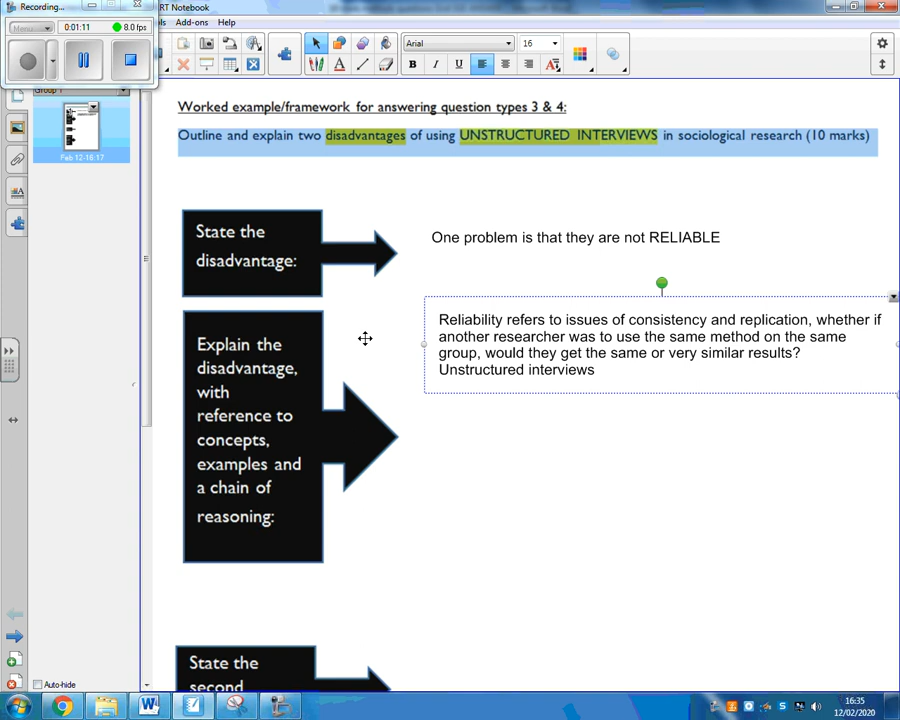 Recording...
RT Notebook
Menu
0:01:11
8.0 fps
ols Add-ons Help
Arial
16
B I U
Group 1
Feb 12-16:17
Worked example/framework for answering question types 3 & 4:
Outline and explain two disadvantages of using UNSTRUCTURED INTERVIEWS in sociological research (10 marks)
State the
disadvantage:
One problem is that they are not RELIABLE
Explain the
disadvantage,
with
reference to
concepts,
examples and
a chain of
reasoning:
Reliability refers to issues of consistency and replication, whether if
another researcher was to use the same method on the same
group, would they get the same or very similar results?
Unstructured interviews
State the
second
Auto-hide
16:35
12/02/2020